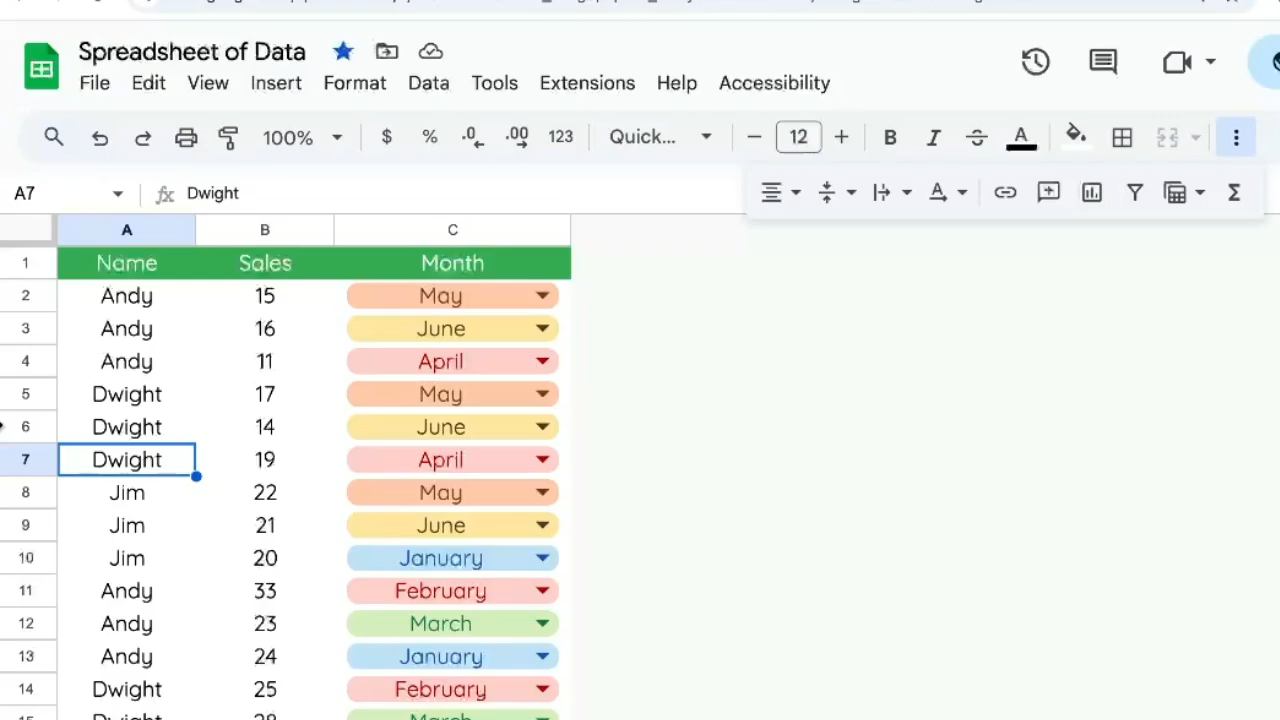 Spreadsheet of Data
File Edit View Insert Format Data Tools Extensions Help Accessibility
100% $ % .0 .00 123 Quick... 12 B I A
A7 fx Dwight A Σ
A B C
1 Name Sales Month
2 Andy 15 May
3 Andy 16 June
4 Andy 11 April
5 Dwight 17 May
6 Dwight 14 June
7 Dwight 19 April
8 Jim 22 May
9 Jim 21 June
10 Jim 20 January
11 Andy 33 February
12 Andy 23 March
13 Andy 24 January
14 Dwight 25 February